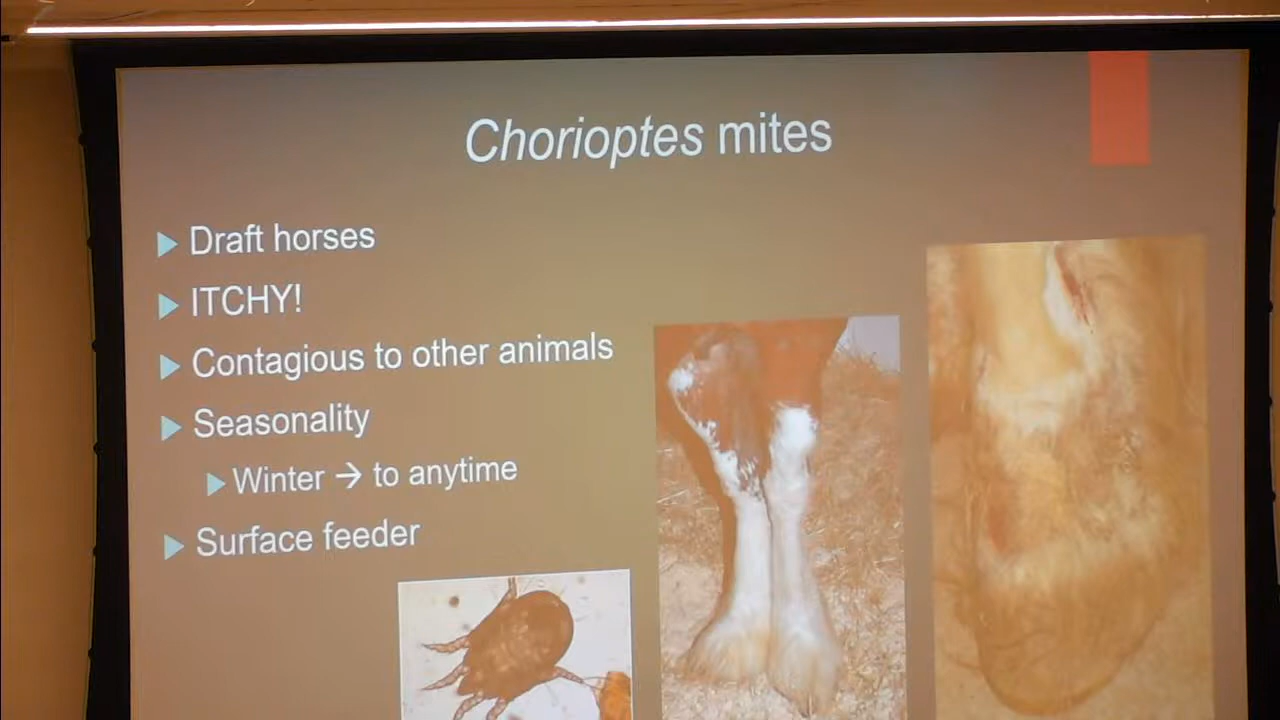 Chorioptes mites
Draft horses
ITCHY!
Contagious to other animals
Seasonality
Winter → to anytime
Surface feeder